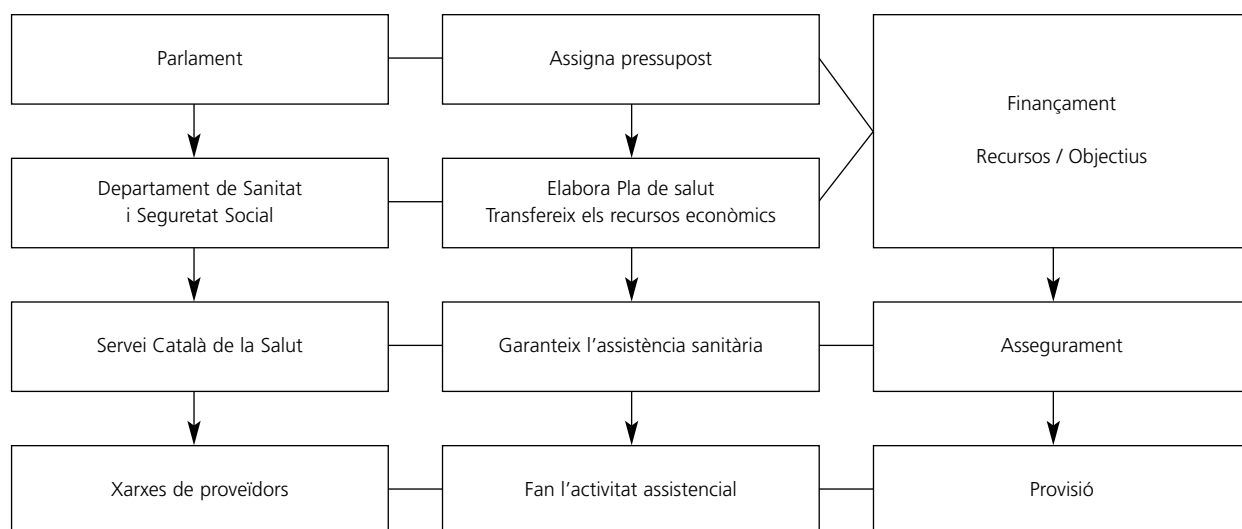 Parlament
Assigna pressupost
Finançament
Recursos / Objectius
Departament de Sanitat
i Seguretat Social
Elabora Pla de salut
Transfereix els recursos econòmics
Servei Català de la Salut
Garanteix l’assistència sanitària
Assegurament
Xarxes de proveïdors
Fan l’activitat assistencial
Provisió